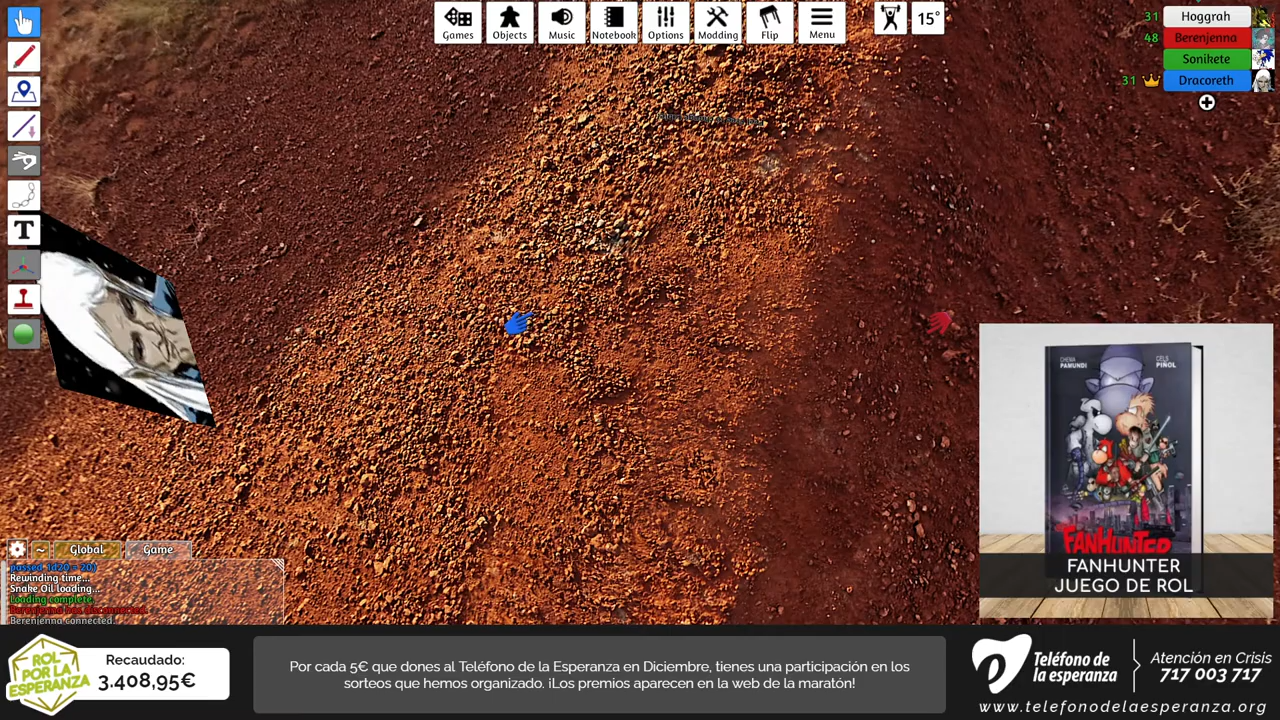 Games
Objects
Music
Notebook
Options
Modding
Flip
Menu
15°
31 Hoggrah
48 Berenjenna
Sonikete
31 Dracoreth
T
CHEMA
PAMUNDI
CELS
PIÑOL
FANHUNTER
JUEGO DE ROL
~ Global Game
Rewinding time...
Snake Oil loading...
Loading complete.
Berenjenna connected.
ROL
POR LA
ESPERANZA
Recaudado:
3.408,95€
Por cada 5€ que dones al Teléfono de la Esperanza en Diciembre, tienes una participación en los
sorteos que hemos organizado. ¡Los premios aparecen en la web de la maratón!
Teléfono de
la esperanza
Atención en Crisis
717 003 717
www.telefonodelaesperanza.org